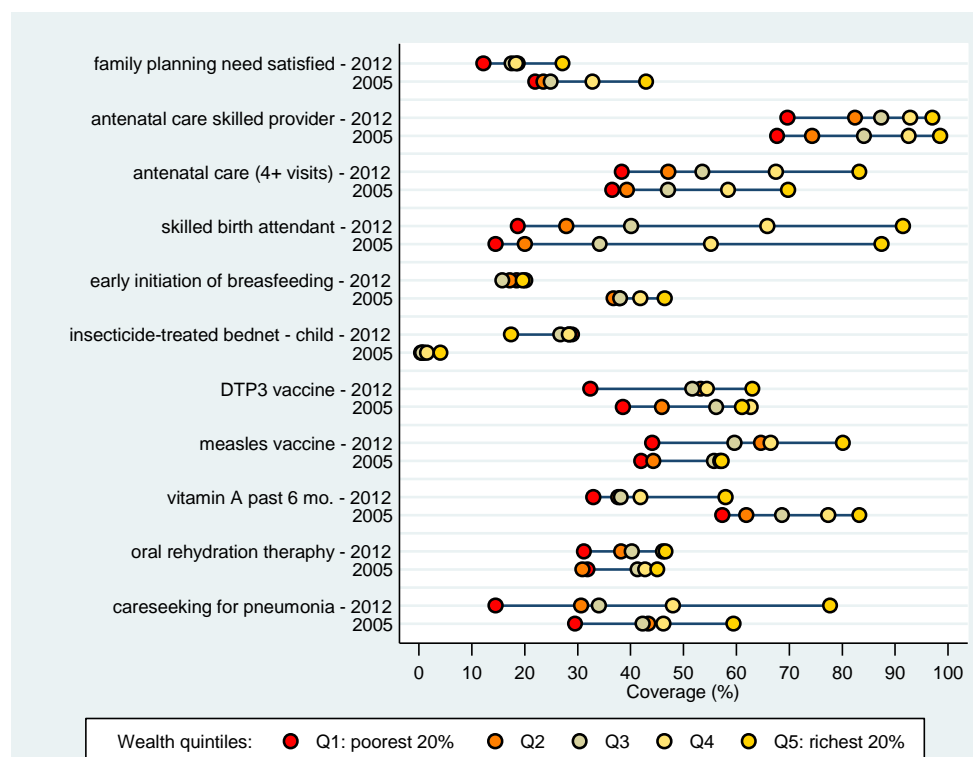 family planning need satisfied - 2012
2005
antenatal care skilled provider - 2012
2005
antenatal care (4+ visits) - 2012
2005
skilled birth attendant - 2012
2005
early initiation of breasfeeding - 2012
2005
insecticide-treated bednet - child - 2012
2005
DTP3 vaccine - 2012
2005
measles vaccine - 2012
2005
vitamin A past 6 mo. - 2012
2005
oral rehydration theraphy - 2012
2005
careseeking for pneumonia - 2012
2005
0 10 20 30 40 50 60 70 80 90 100
Coverage (%)
Wealth quintiles: Q1: poorest 20% Q2 Q3 Q4 Q5: richest 20%